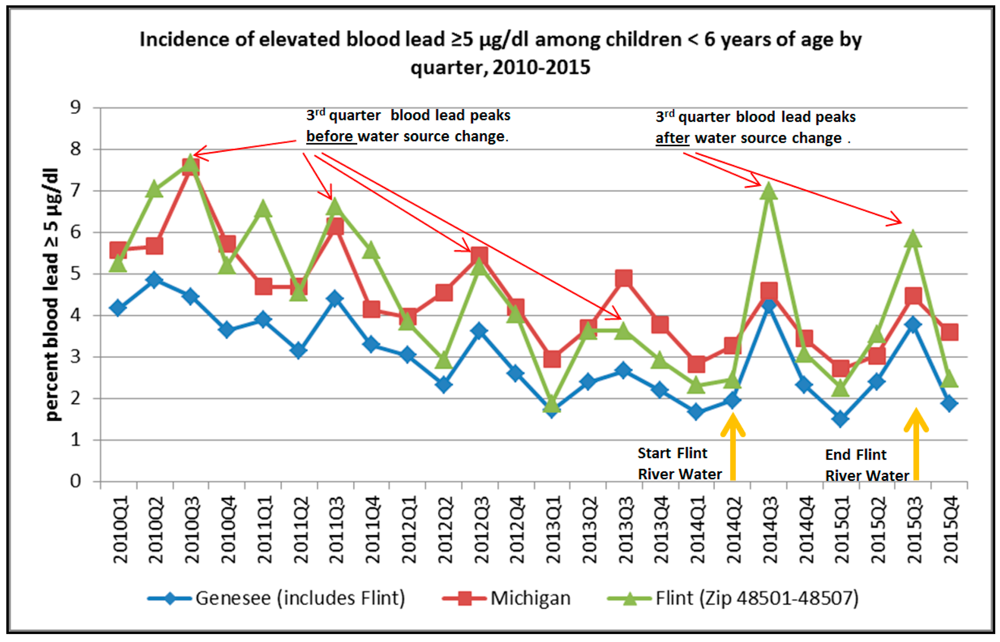 Incidence of elevated blood lead ≥5 µg/dl among children < 6 years of age by
quarter, 2010-2015
percent blood lead ≥ 5 µg/dl
9
8
7
6
5
4
3
2
1
0
3rd quarter blood lead peaks
before water source change.
3rd quarter blood lead peaks
after water source change .
Start Flint
River Water
End Flint
River Water
2010Q1
2010Q2
2010Q3
2010Q4
2011Q1
2011Q2
2011Q3
2011Q4
2012Q1
2012Q2
2012Q3
2012Q4
2013Q1
2013Q2
2013Q3
2013Q4
2014Q1
2014Q2
2014Q3
2014Q4
2015Q1
2015Q2
2015Q3
2015Q4
Genesee (includes Flint)
Michigan
Flint (Zip 48501-48507)